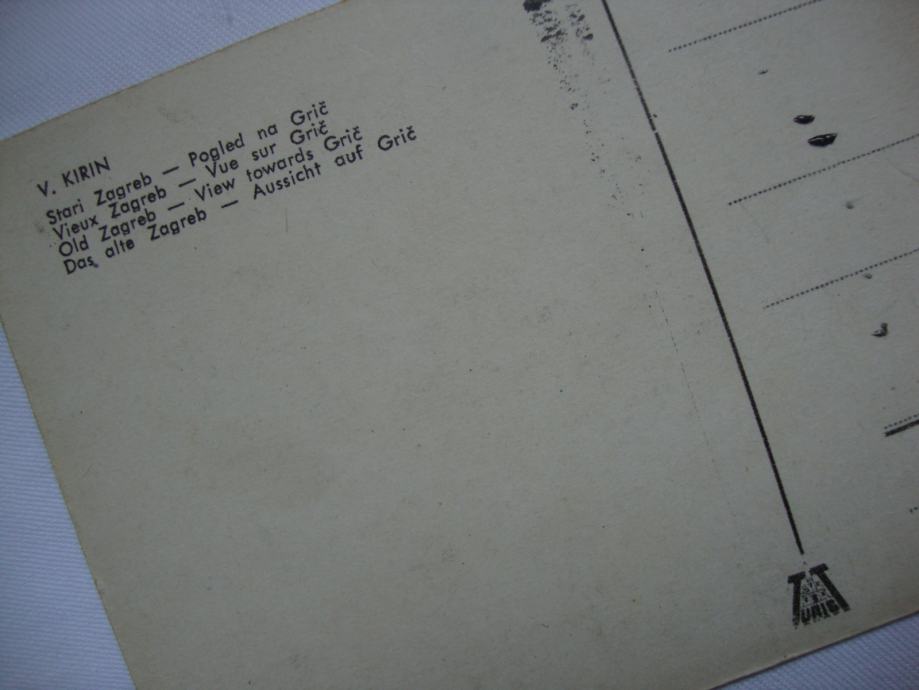 V. KIRIN
Stari Zagreb — Pogled na Grič
Vieux Zagreb — Vue sur Grič
Old Zagreb — View towards Grič
Das alte Zagreb — Aussicht auf Grič